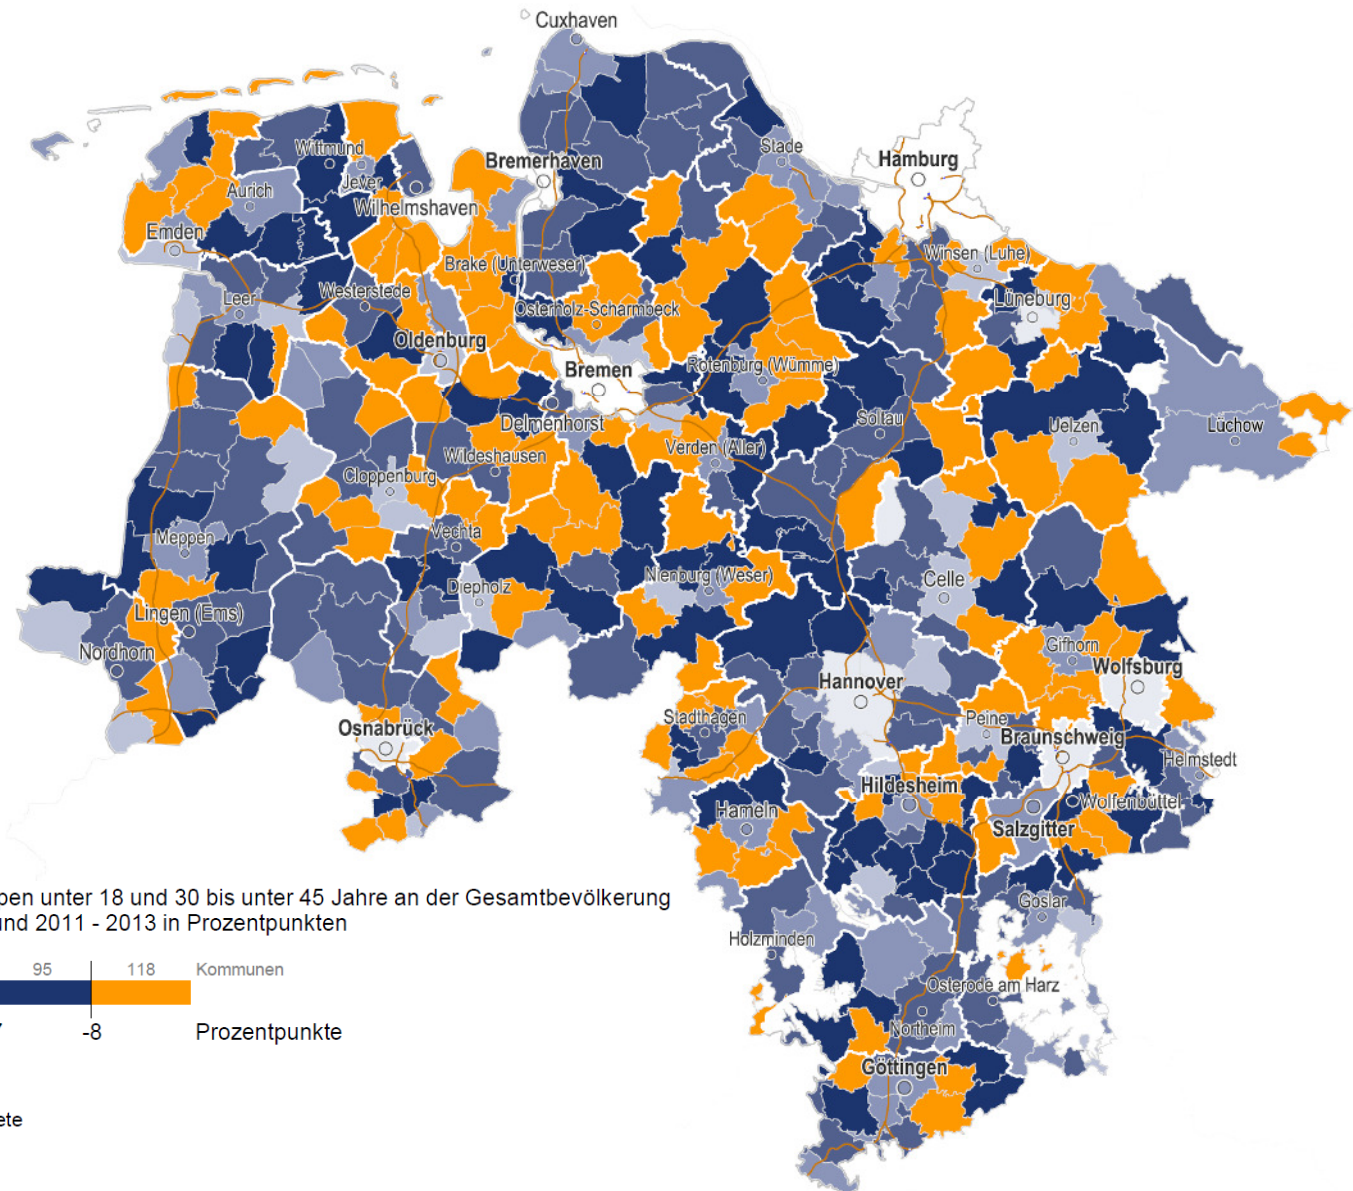 Cuxhaven
Bremerhaven
Stade
Hamburg
Wittmund
Jever
Aurich
Wilhelmshaven
Emden
Brake (Unterweser)
Winsen (Luhe)
Leer
Westerstede
Osterholz-Scharmbeck
Lüneburg
Oldenburg
Bremen
Rotenburg (Wümme)
Delmenhorst
Soltau
Uelzen
Lüchow
Wildeshausen
Verden (Aller)
Cloppenburg
Vechta
Meppen
Diepholz
Nienburg (Weser)
Celle
Lingen (Ems)
Nordhorn
Gifhorn
Wolfsburg
Hannover
Stadthagen
Peine
Osnabrück
Braunschweig
Helmstedt
Hildesheim
Wolfenbüttel
Hameln
Salzgitter
pen unter 18 und 30 bis unter 45 Jahre an der Gesamtbevölkerung
Goslar
und 2011 - 2013 in Prozentpunkten
Holzminden
95 118 Kommunen
Osterode am Harz
7 -8 Prozentpunkte
Northeim
Göttingen
ete